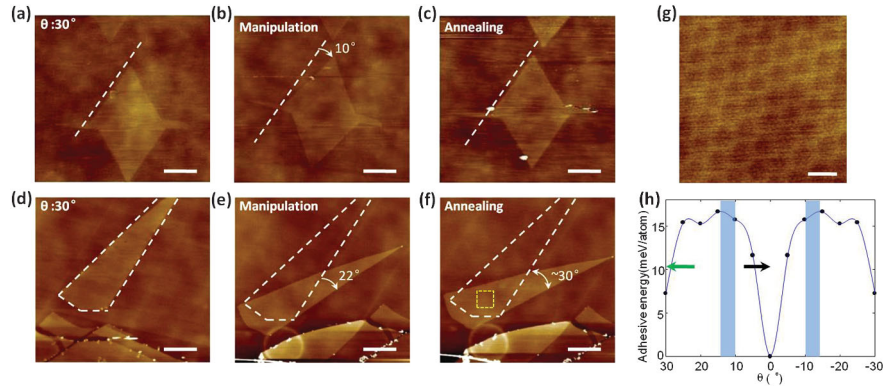 (a) θ:30°
(b) Manipulation
10°
(c) Annealing
(g)
(d) θ:30°
(e) Manipulation
22°
(f) Annealing
~30°
(h)
Adhesive energy(meV/atom)
15
10
5
0
30 20 10 0 -10 -20 -30
θ (°)